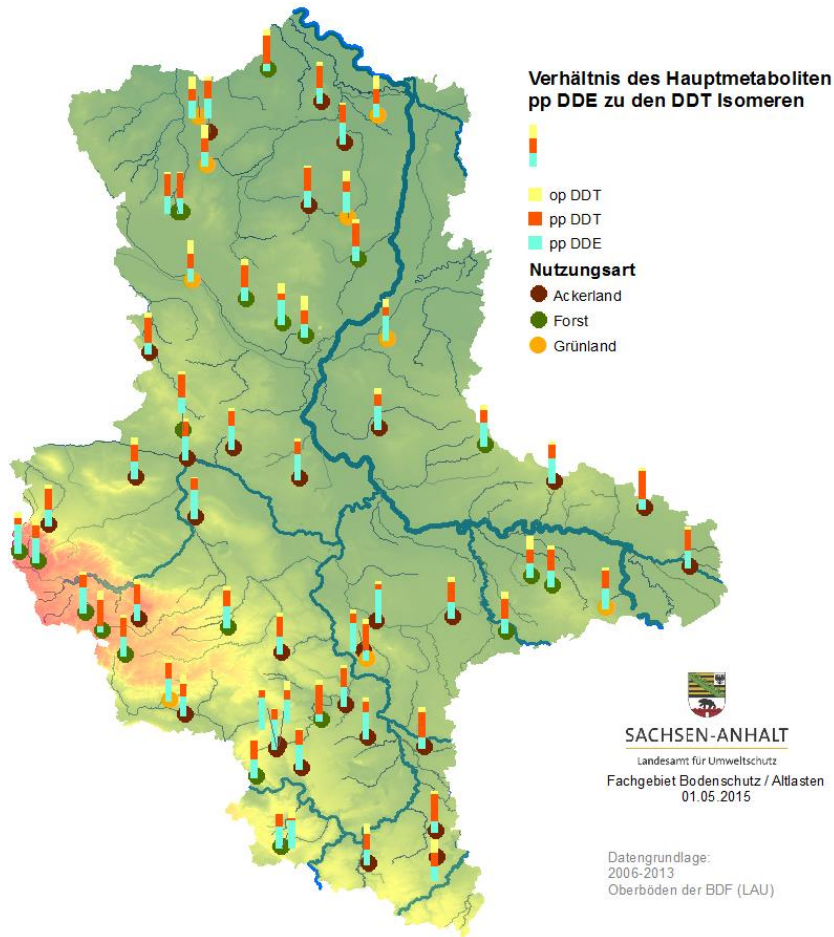 Verhältnis des Hauptmetaboliten
pp DDE zu den DDT Isomeren
op DDT
pp DDT
pp DDE
Nutzungsart
Ackerland
Forst
Grünland
SACHSEN-ANHALT
Landesamt für Umweltschutz
Fachgebiet Bodenschutz / Altlasten
01.05.2015
Datengrundlage:
2006-2013
Oberböden der BDF (LAU)